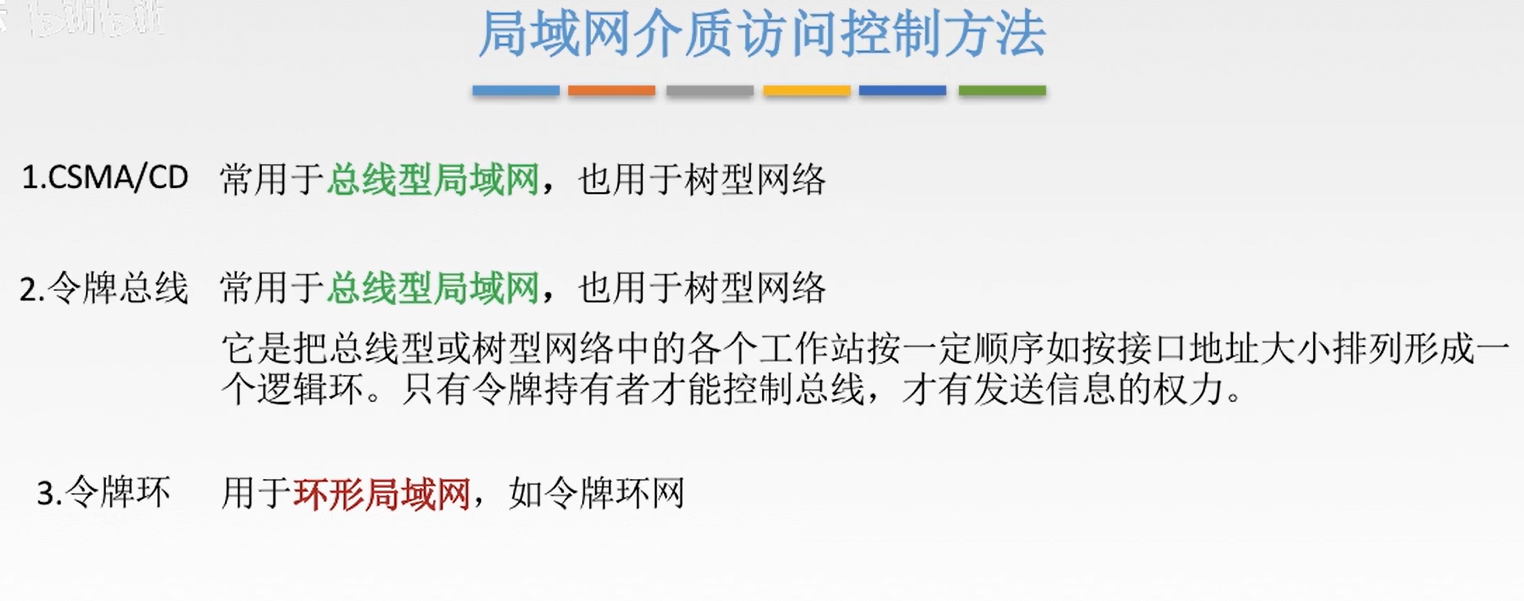 bilibili
局域网介质访问控制方法
1.CSMA/CD 常用于总线型局域网，也用于树型网络
2.令牌总线 常用于总线型局域网，也用于树型网络
它是把总线型或树型网络中的各个工作站按一定顺序如按接口地址大小排列形成一
个逻辑环。只有令牌持有者才能控制总线，才有发送信息的权力。
3.令牌环 用于环形局域网，如令牌环网